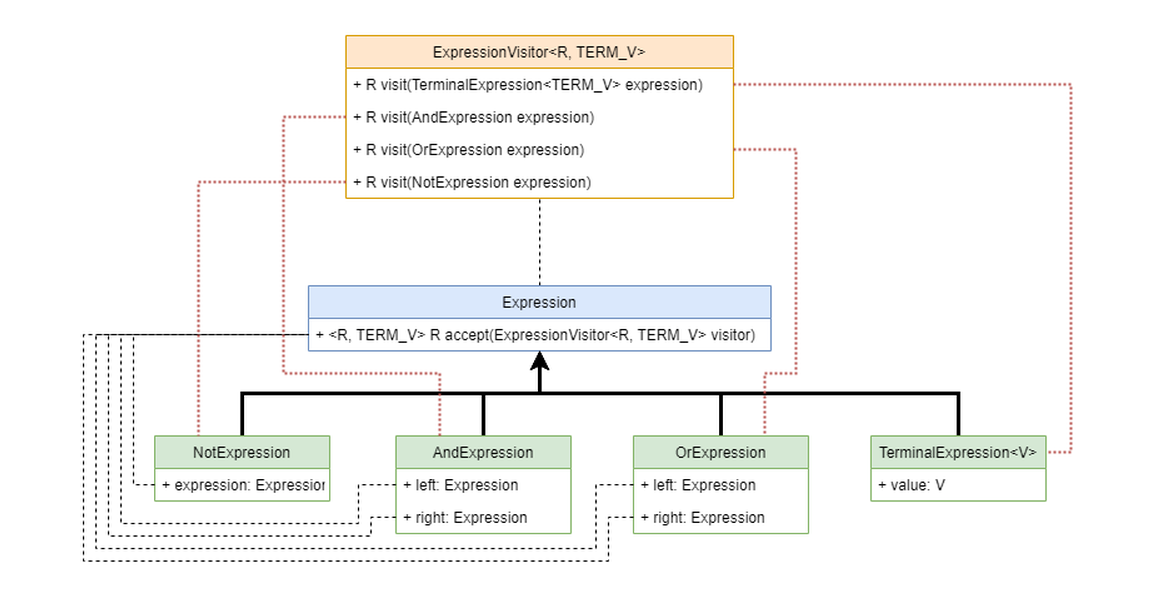 ExpressionVisitor<R, TERM_V>
+ R visit(TerminalExpression<TERM_V> expression)
+ R visit(AndExpression expression)
+ R visit(OrExpression expression)
+ R visit(NotExpression expression)
Expression
+ <R, TERM_V> R accept(ExpressionVisitor<R, TERM_V> visitor)
NotExpression
+ expression: Expression
AndExpression
+ left: Expression
+ right: Expression
OrExpression
+ left: Expression
+ right: Expression
TerminalExpression<V>
+ value: V